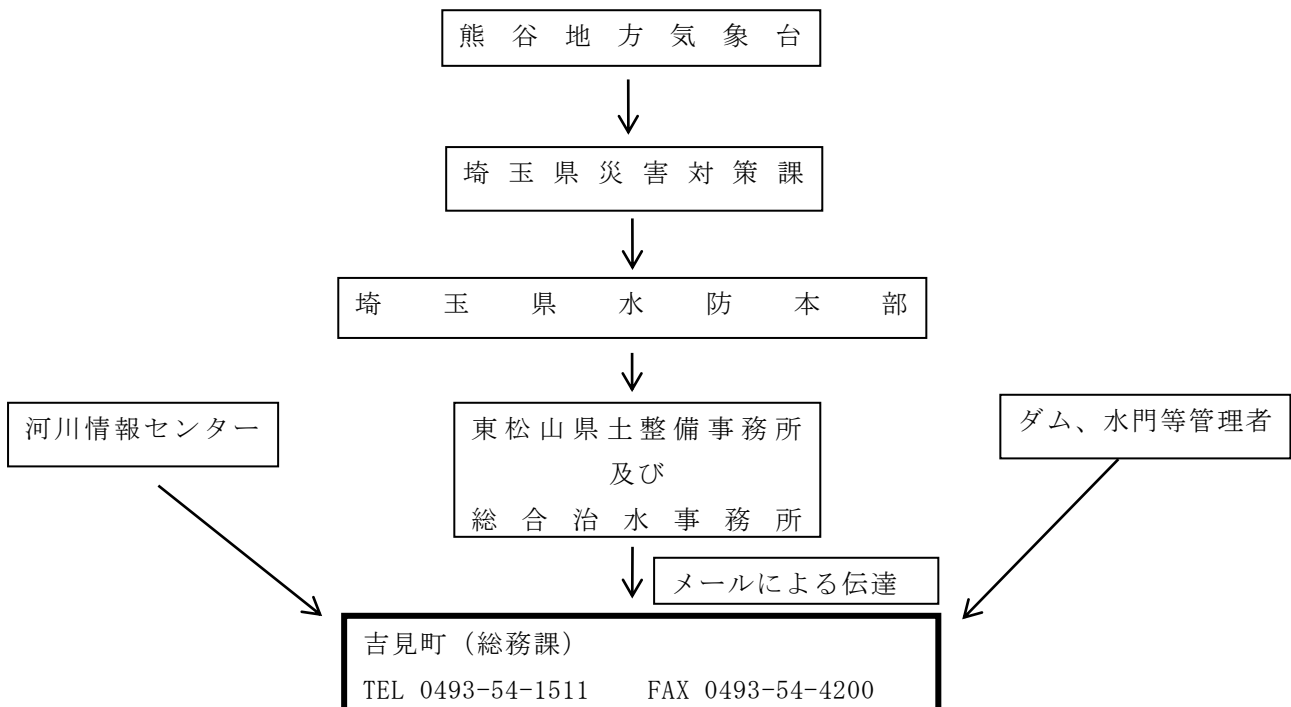 熊谷地方気象台
埼玉県災害対策課
埼玉県水防本部
河川情報センター
東松山県土整備事務所
及び
総合治水事務所
ダム、水門等管理者
メールによる伝達
吉見町（総務課）
TEL 0493-54-1511 FAX 0493-54-4200